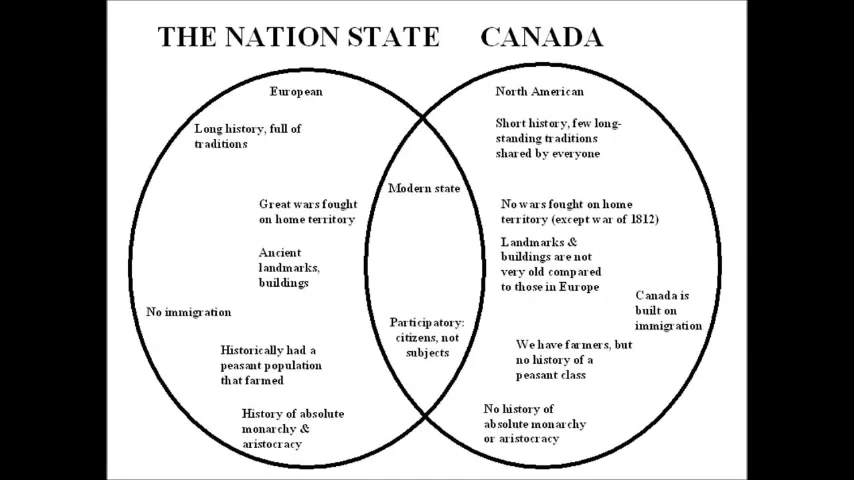 THE NATION STATE
CANADA
European
Long history, full of
traditions
Great wars fought
on home territory
Ancient
landmarks,
buildings
No immigration
Historically had a
peasant population
that farmed
History of absolute
monarchy &
aristocracy
Modern state
Participatory:
citizens, not
subjects
North American
Short history, few long-
standing traditions
shared by everyone
No wars fought on home
territory (except war of 1812)
Landmarks &
buildings are not
very old compared
to those in Europe
Canada is
built on
immigration
We have farmers, but
no history of a
peasant class
No history of
absolute monarchy
or aristocracy